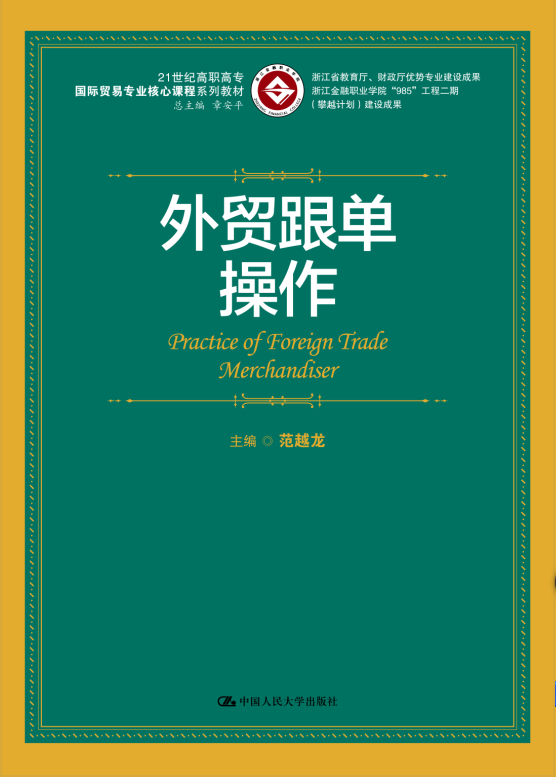 21世纪高职高专
国际贸易专业核心课程系列教材
总主编 章安平
浙江省教育厅、财政厅优势专业建设成果
浙江金融职业学院“985”工程二期
（攀越计划）建设成果
外贸跟单
操作
Practice of Foreign Trade
Merchandiser
主编 ◎ 范越龙
中国人民大学出版社